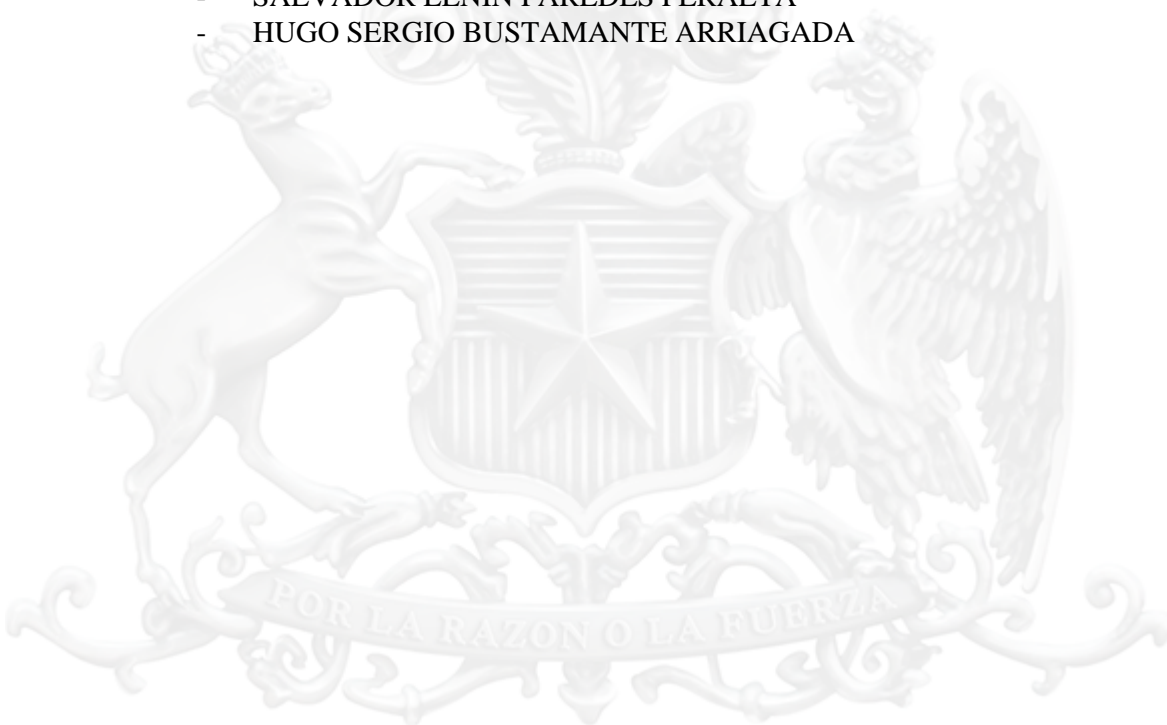 - SALVADOR LENIN PAREDES PERALTA
- HUGO SERGIO BUSTAMANTE ARRIAGADA
POR LA RAZON O LA FUERZA